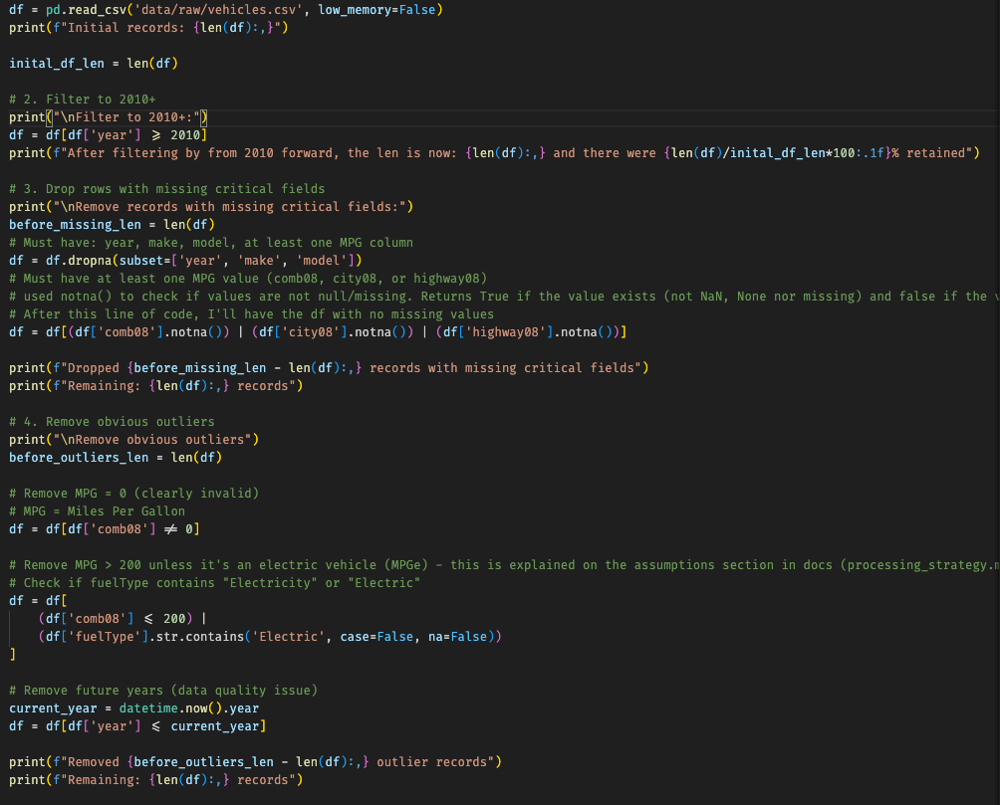 df = pd.read_csv('data/raw/vehicles.csv', low_memory=False)
print(f"Initial records: {len(df):,}")
inital_df_len = len(df)
# 2. Filter to 2010+
print("\nFilter to 2010+:")
df = df[df['year'] ≥ 2010]
print(f"After filtering by from 2010 forward, the len is now: {len(df):,} and there were {len(df)/inital_df_len*100:.1f}% retained")
# 3. Drop rows with missing critical fields
print("\nRemove records with missing critical fields:")
before_missing_len = len(df)
# Must have: year, make, model, at least one MPG column
df = df.dropna(subset=['year', 'make', 'model'])
# Must have at least one MPG value (comb08, city08, or highway08)
# used notna() to check if values are not null/missing. Returns True if the value exists (not NaN, None nor missing) and false if the
# After this line of code, I'll have the df with no missing values
df = df[(df['comb08'].notna()) | (df['city08'].notna()) | (df['highway08'].notna())]
print(f"Dropped {before_missing_len - len(df):,} records with missing critical fields")
print(f"Remaining: {len(df):,} records")
# 4. Remove obvious outliers
print("\nRemove obvious outliers")
before_outliers_len = len(df)
# Remove MPG = 0 (clearly invalid)
# MPG = Miles Per Gallon
df = df[df['comb08'] ≠ 0]
# Remove MPG > 200 unless it's an electric vehicle (MPGe) - this is explained on the assumptions section in docs (processing_strategy.m
# Check if fuelType contains "Electricity" or "Electric"
df = df[
(df['comb08'] ≤ 200) |
(df['fuelType'].str.contains('Electric', case=False, na=False))
]
# Remove future years (data quality issue)
current_year = datetime.now().year
df = df[df['year'] ≤ current_year]
print(f"Removed {before_outliers_len - len(df):,} outlier records")
print(f"Remaining: {len(df):,} records")